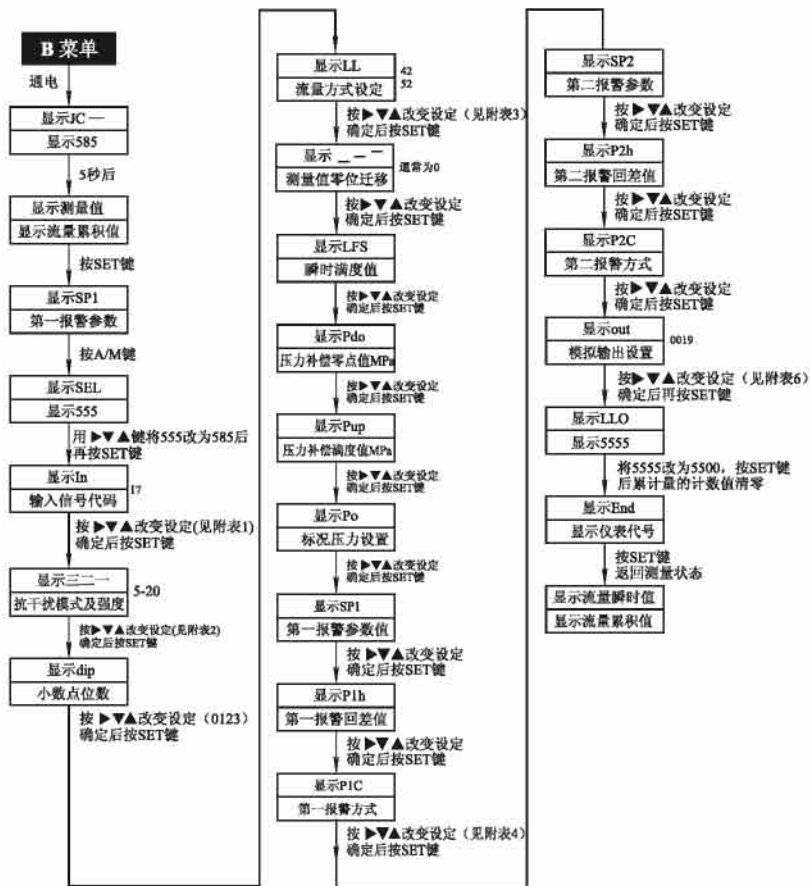 B 菜单
通电
显示JC —
显示585
5秒后
显示测量值
显示流量累积值
按SET键
显示SP1
第一报警参数
按A/M键
显示SEL
显示555
用 ▶▼▲键将555改为585后
再按SET键
显示In
输入信号代码
17
按 ▶▼▲改变设定(见附表1)
确定后按SET键
显示三二一
抗干扰模式及强度
5-20
按▶▼▲改变设定(见附表2)
确定后按SET键
显示dip
小数点位数
按 ▶▼▲改变设定（0123）
确定后按SET键
显示LL
流量方式设定
42
52
按 ▶▼▲改变设定（见附表3）
确定后按SET键
显示 _ — ¯
测量值零位迁移
通常为0
按 ▶▼▲改变设定
确定后按SET键
显示LFS
瞬时满度值
按▶▼▲改变设定
确定后按SET键
显示Pdo
压力补偿零点值MPa
按▶▼▲改变设定
确定后按SET键
显示Pup
压力补偿满度值MPa
按▶▼▲改变设定
确定后按SET键
显示Po
标况压力设置
按▶▼▲改变设定
确定后按SET键
显示SP1
第一报警参数值
按 ▶▼▲改变设定
确定后按SET键
显示P1h
第一报警回差值
按 ▶▼▲改变设定
确定后按SET键
显示P1C
第一报警方式
按 ▶▼▲改变设定（见附表4）
确定后按SET键
显示SP2
第二报警参数
按 ▶▼▲改变设定
确定后按SET键
显示P2h
第二报警回差值
按 ▶▼▲改变设定
确定后按SET键
显示P2C
第二报警方式
按 ▶▼▲改变设定
确定后按SET键
显示out
模拟输出设置
0019
按 ▶▼▲改变设定（见附表6）
确定后再按SET键
显示LLO
显示5555
将5555改为5500，按SET键
后累计量的计数值清零
显示End
显示仪表代号
按SET键
返回测量状态
显示流量瞬时值
显示流量累积值